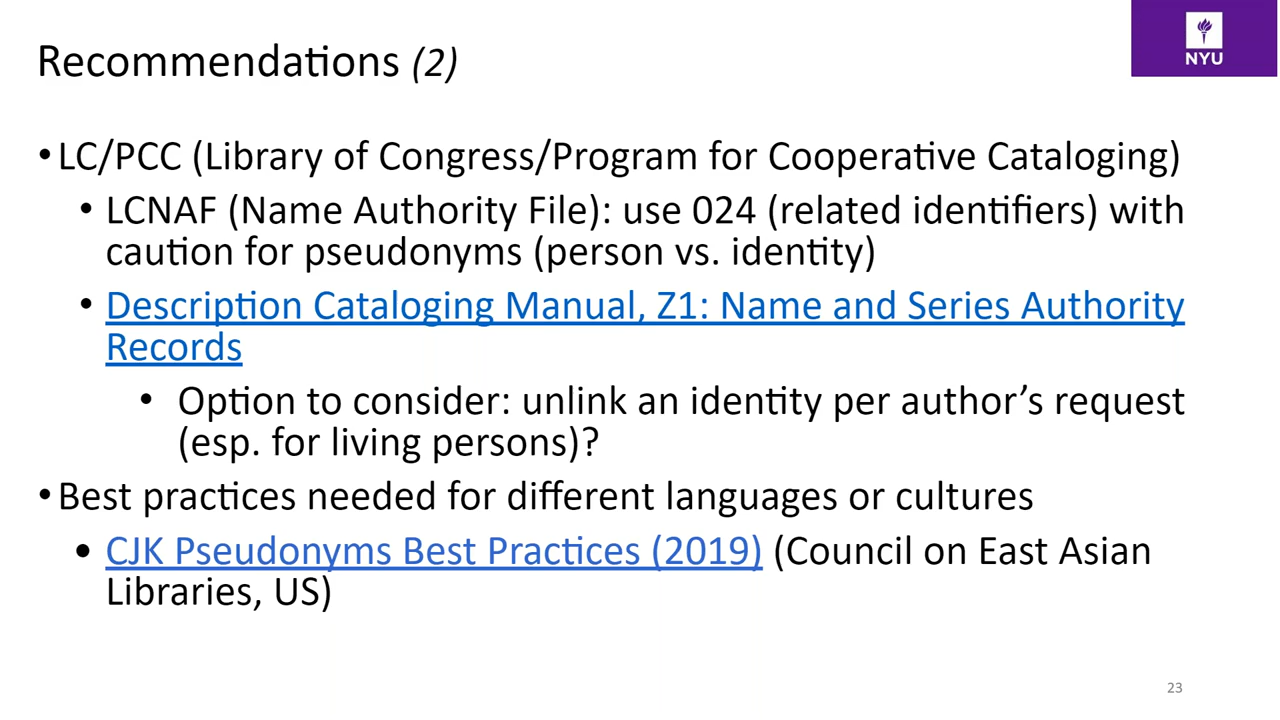 Recommendations (2)
NYU
• LC/PCC (Library of Congress/Program for Cooperative Cataloging)
• LCNAF (Name Authority File): use 024 (related identifiers) with
caution for pseudonyms (person vs. identity)
• Description Cataloging Manual, Z1: Name and Series Authority
Records
• Option to consider: unlink an identity per author’s request
(esp. for living persons)?
• Best practices needed for different languages or cultures
• CJK Pseudonyms Best Practices (2019) (Council on East Asian
Libraries, US)
23